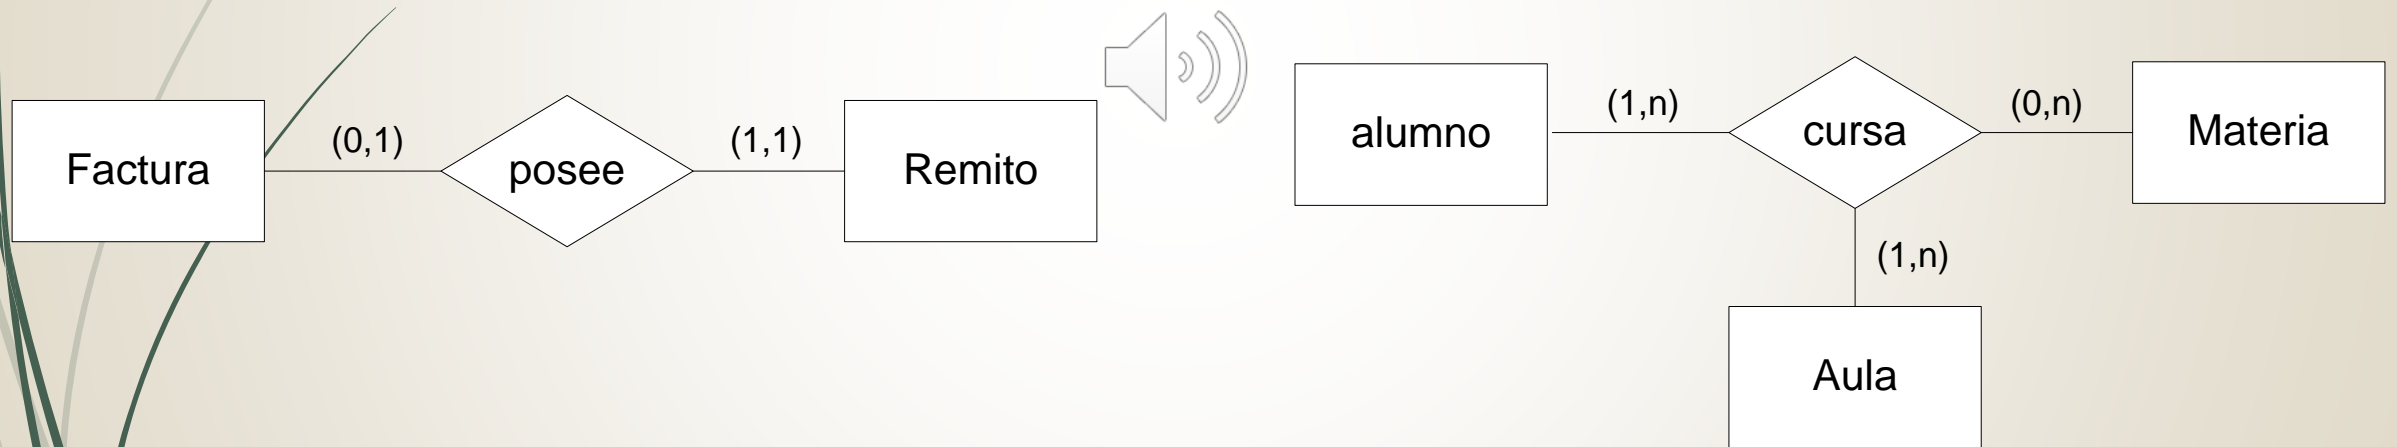 Factura
(0,1)
posee
(1,1)
Remito
alumno
(1,n)
cursa
(0,n)
Materia
(1,n)
Aula